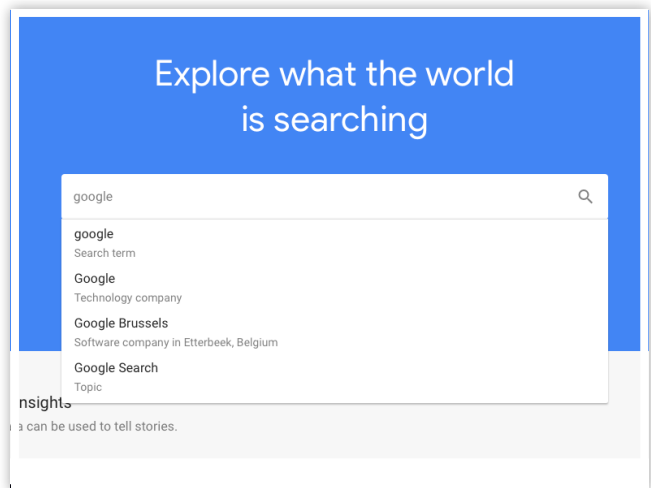 Explore what the world
is searching
google
google
Search term
Google
Technology company
Google Brussels
Software company in Etterbeek, Belgium
Google Search
Topic
nsights
a can be used to tell stories.